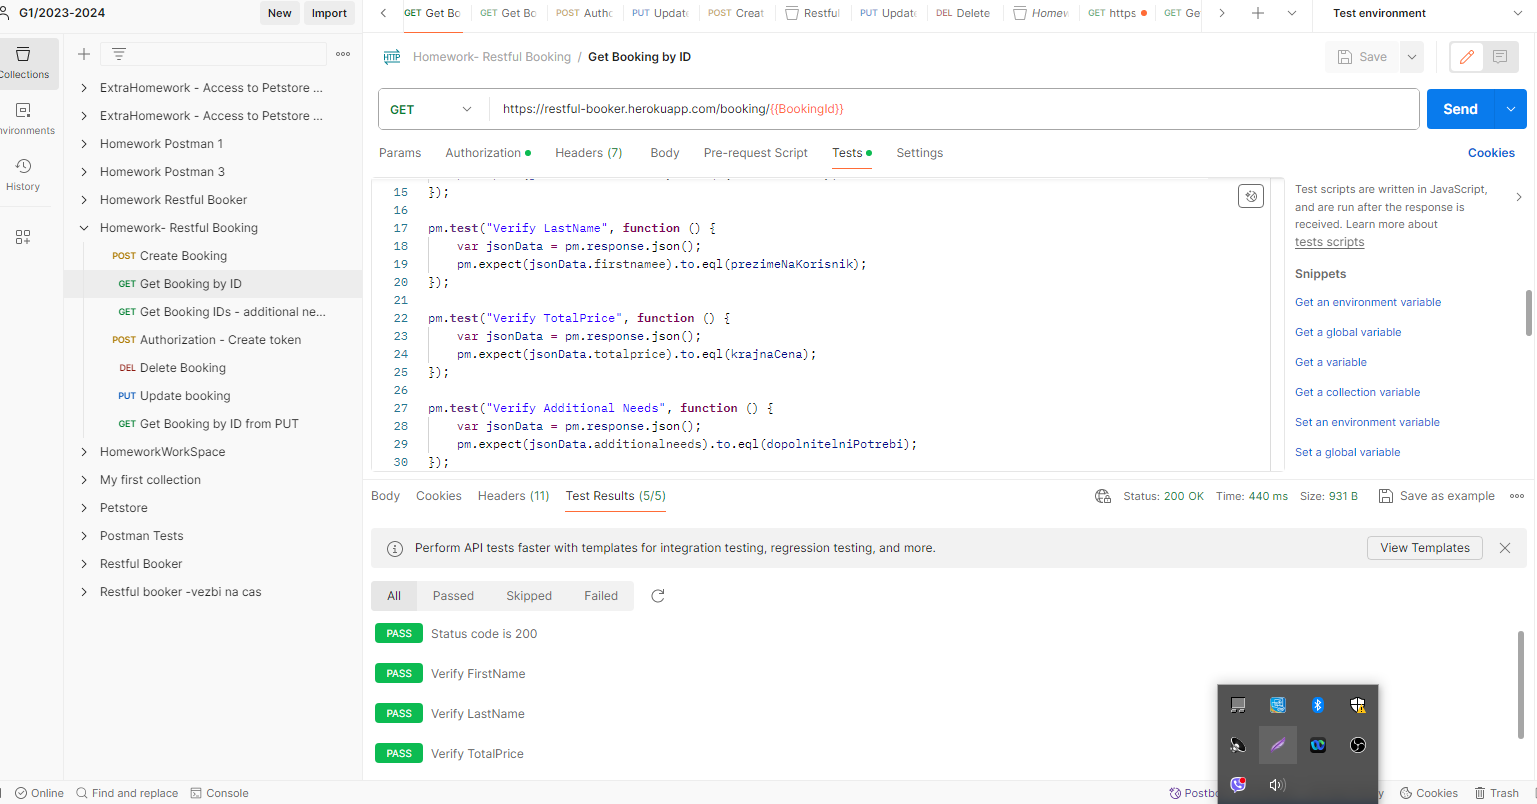 G1/2023-2024
New
Import
GET Get Bo
GET Get Bo
POST Autho
PUT Update
POST Creat
Restful
PUT Update
DEL Delete
Homew
GET https
GET Ge
Test environment
Collections
Environments
History
ExtraHomework - Access to Petstore ...
ExtraHomework - Access to Petstore ...
Homework Postman 1
Homework Postman 3
Homework Restful Booker
Homework- Restful Booking
POST Create Booking
GET Get Booking by ID
GET Get Booking IDs - additional ne...
POST Authorization - Create token
DEL Delete Booking
PUT Update booking
GET Get Booking by ID from PUT
HomeworkWorkSpace
My first collection
Petstore
Postman Tests
Restful Booker
Restful booker -vezbi na cas
HTTP
Homework- Restful Booking / Get Booking by ID
Save
GET
https://restful-booker.herokuapp.com/booking/{{BookingId}}
Send
Params
Authorization
Headers (7)
Body
Pre-request Script
Tests
Settings
Cookies
15 });
16
17 pm.test("Verify LastName", function () {
18 var jsonData = pm.response.json();
19 pm.expect(jsonData.firstnamee).to.eql(prezimeNaKorisnik);
20 });
21
22 pm.test("Verify TotalPrice", function () {
23 var jsonData = pm.response.json();
24 pm.expect(jsonData.totalprice).to.eql(krajnaCena);
25 });
26
27 pm.test("Verify Additional Needs", function () {
28 var jsonData = pm.response.json();
29 pm.expect(jsonData.additionalneeds).to.eql(dopolnitelniPotrebi);
30 });
Test scripts are written in JavaScript,
and are run after the response is
received. Learn more about
tests scripts
Snippets
Get an environment variable
Get a global variable
Get a variable
Get a collection variable
Set an environment variable
Set a global variable
Body
Cookies
Headers (11)
Test Results (5/5)
Status: 200 OK
Time: 440 ms
Size: 931 B
Save as example
Perform API tests faster with templates for integration testing, regression testing, and more.
View Templates
All
Passed
Skipped
Failed
PASS Status code is 200
PASS Verify FirstName
PASS Verify LastName
PASS Verify TotalPrice
Online
Find and replace
Console
Postbo
Cookies
Trash